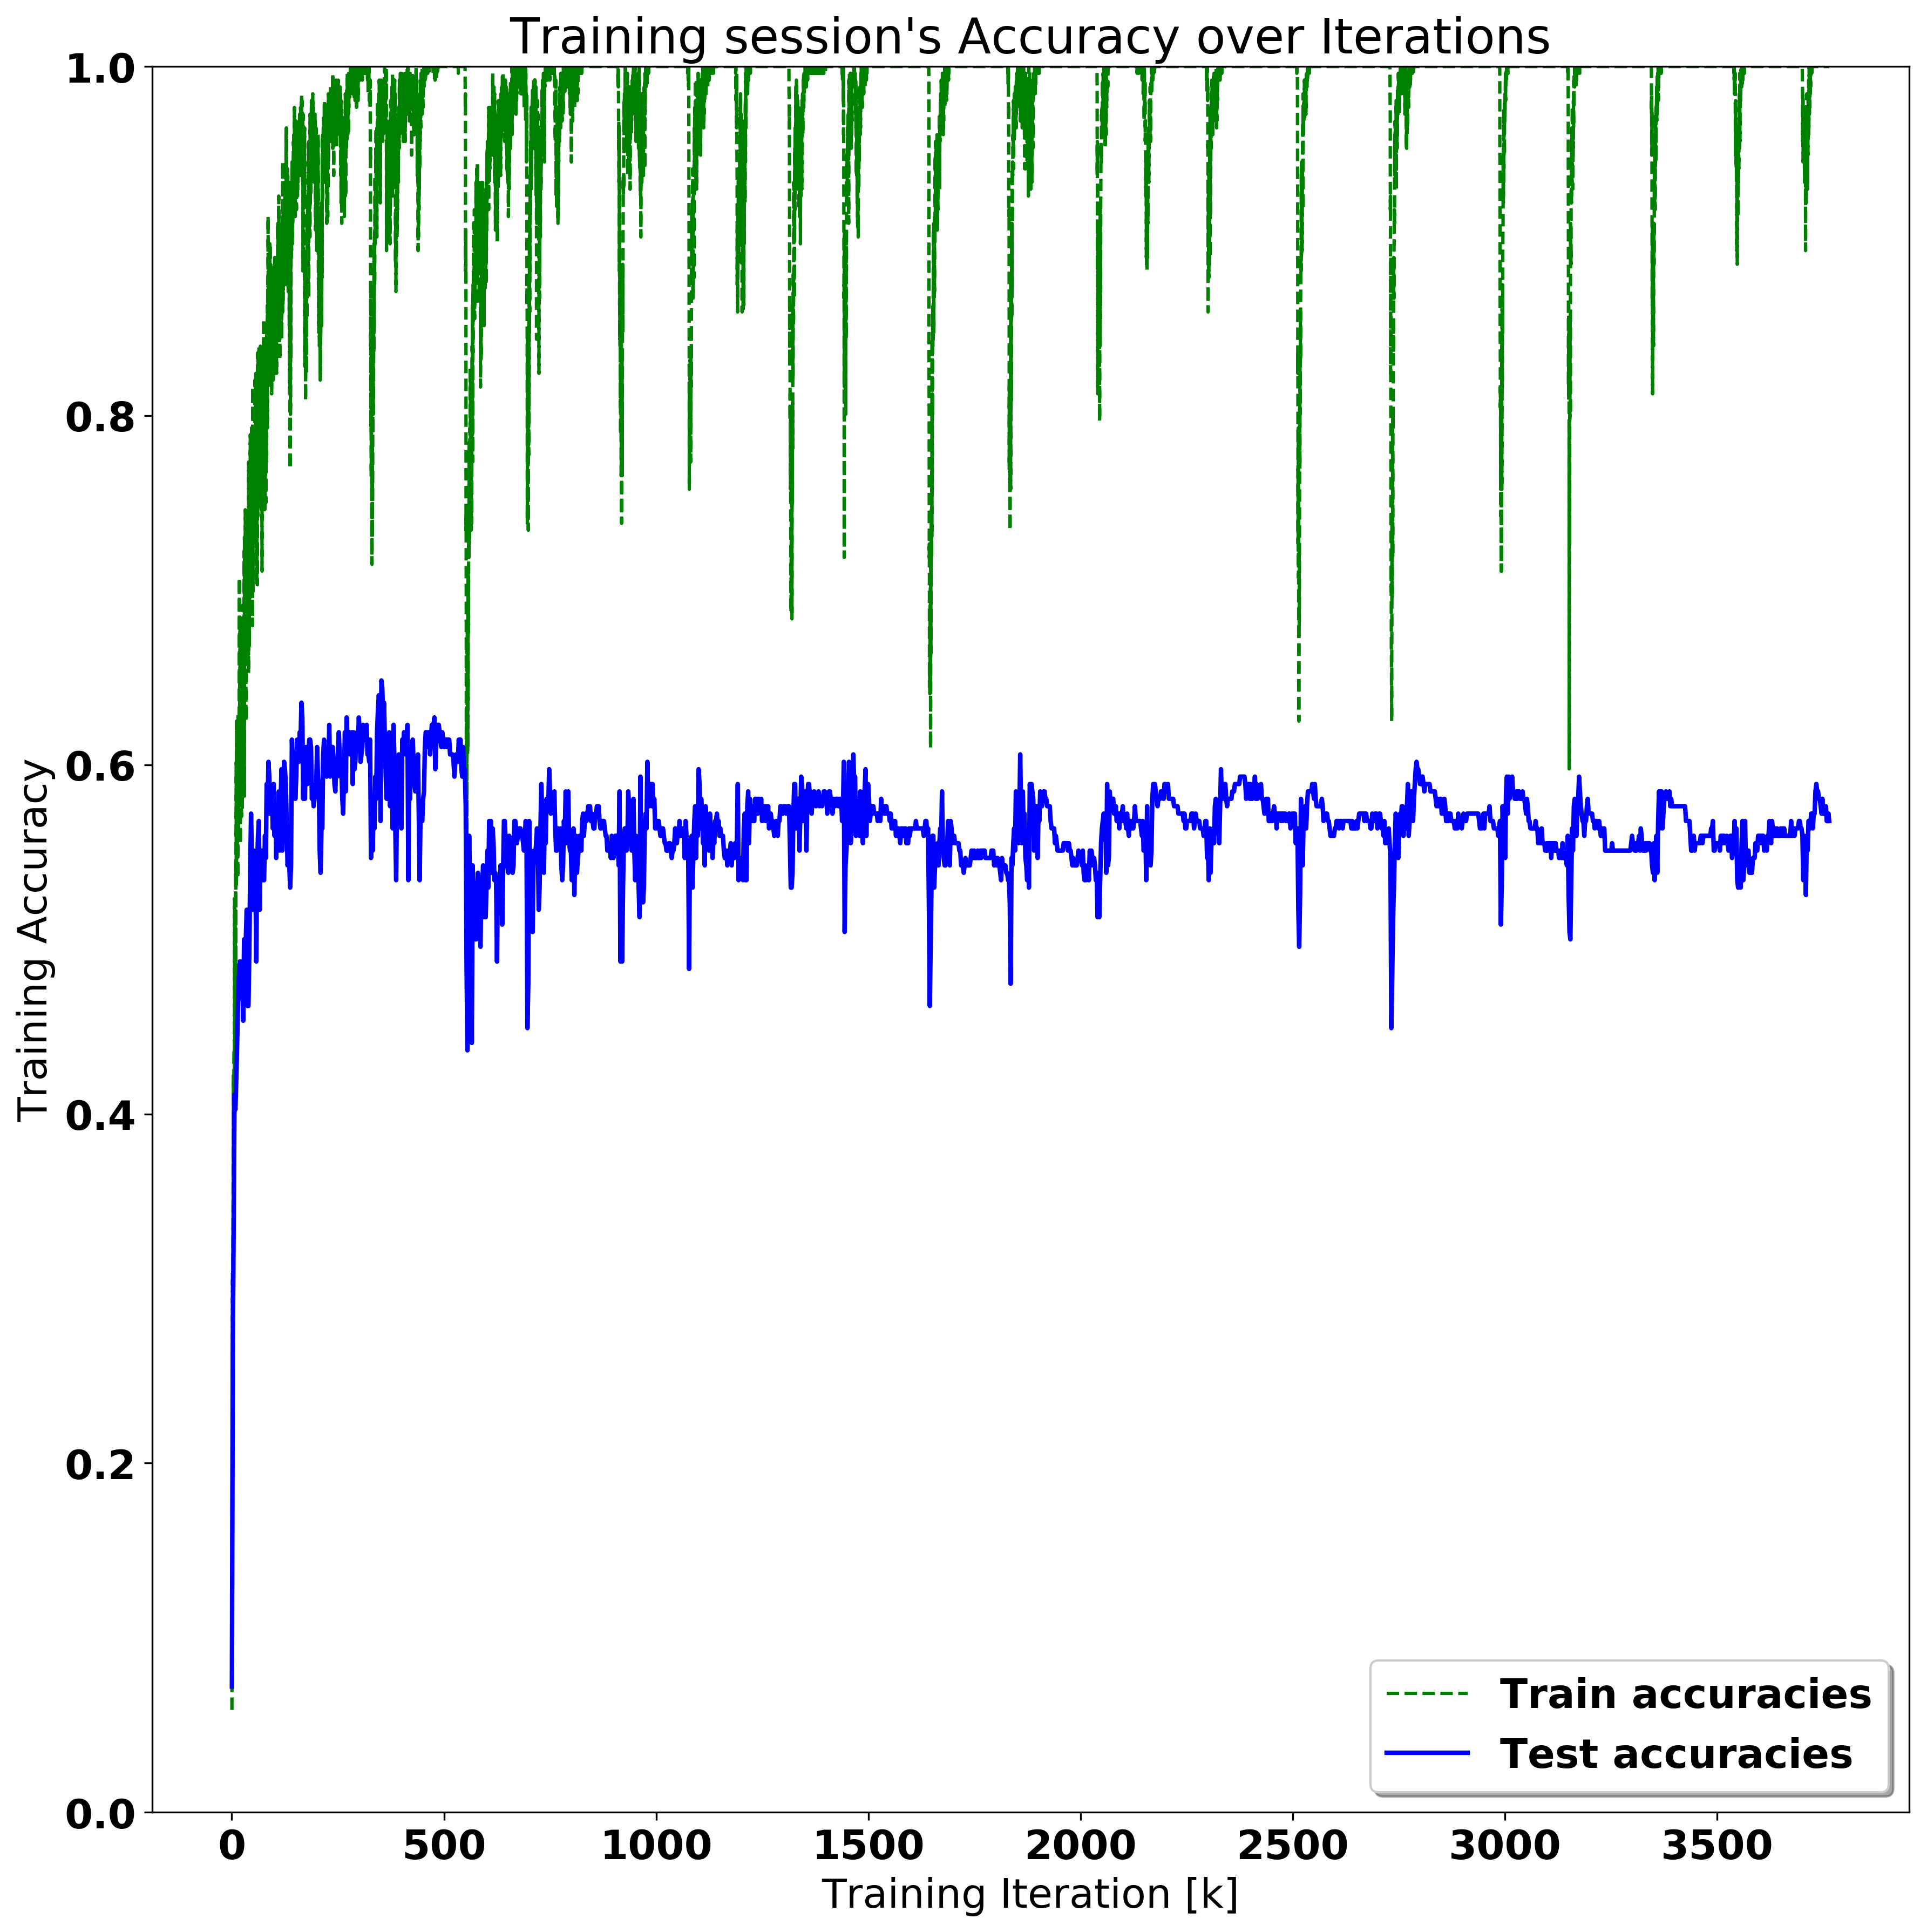 Training session's Accuracy over Iterations
1.0
0.8
0.6
0.4
0.2
0.0
Training Accuracy
0 500 1000 1500 2000 2500 3000 3500
Training Iteration [k]
Train accuracies
Test accuracies